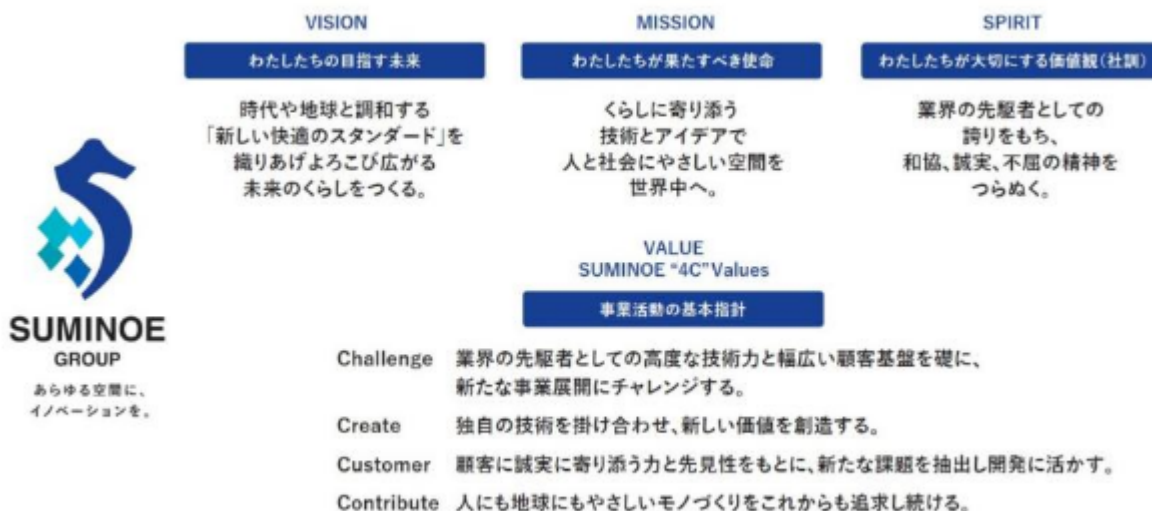 VISION
わたしたちの目指す未来
時代や地球と調和する
「新しい快適のスタンダード」を
織りあげよろこび広がる
未来のくらしをつくる。
MISSION
わたしたちが果たすべき使命
くらしに寄り添う
技術とアイデアで
人と社会にやさしい空間を
世界中へ。
SPIRIT
わたしたちが大切にする価値観(社訓)
業界の先駆者としての
誇りをもち、
和協、誠実、不屈の精神を
つらぬく。
SUMINOE
GROUP
あらゆる空間に、
イノベーションを。
VALUE
SUMINOE “4C”Values
事業活動の基本指針
Challenge 業界の先駆者としての高度な技術力と幅広い顧客基盤を礎に、
新たな事業展開にチャレンジする。
Create 独自の技術を掛け合わせ、新しい価値を創造する。
Customer 顧客に誠実に寄り添う力と先見性をもとに、新たな課題を抽出し開発に活かす。
Contribute 人にも地球にもやさしいモノづくりをこれからも追求し続ける。